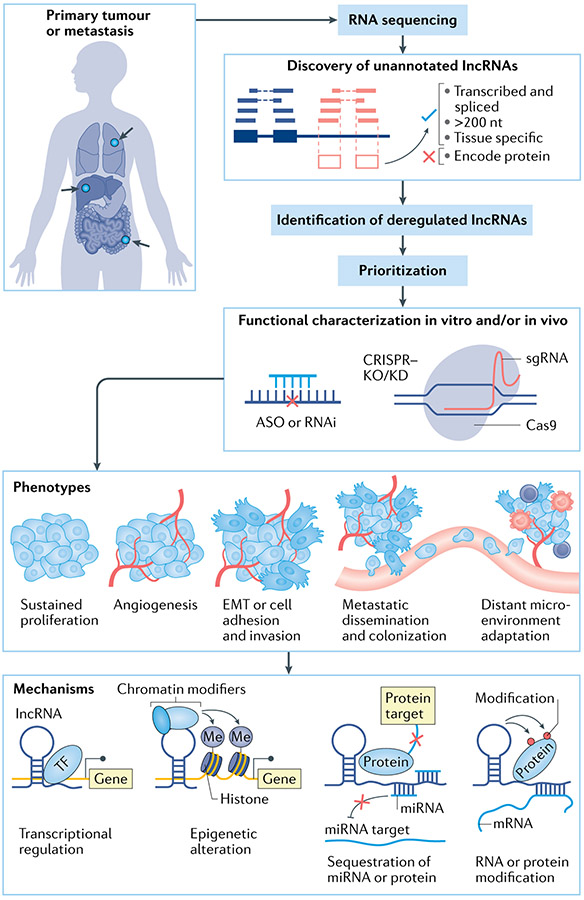 Primary tumour
or metastasis
RNA sequencing
Discovery of unannotated lncRNAs
• Transcribed and
spliced
• >200 nt
• Tissue specific
• Encode protein
Identification of deregulated lncRNAs
Prioritization
Functional characterization in vitro and/or in vivo
ASO or RNAi
CRISPR–
KO/KD
sgRNA
Cas9
Phenotypes
Sustained
proliferation
Angiogenesis
EMT or cell
adhesion
and invasion
Metastatic
dissemination
and colonization
Distant micro-
environment
adaptation
Mechanisms
lncRNA
TF
Gene
Transcriptional
regulation
Chromatin modifiers
Me
Me
Gene
Histone
Epigenetic
alteration
Protein
target
Protein
miRNA
miRNA target
Sequestration of
miRNA or protein
Modification
Protein
mRNA
RNA or protein
modification